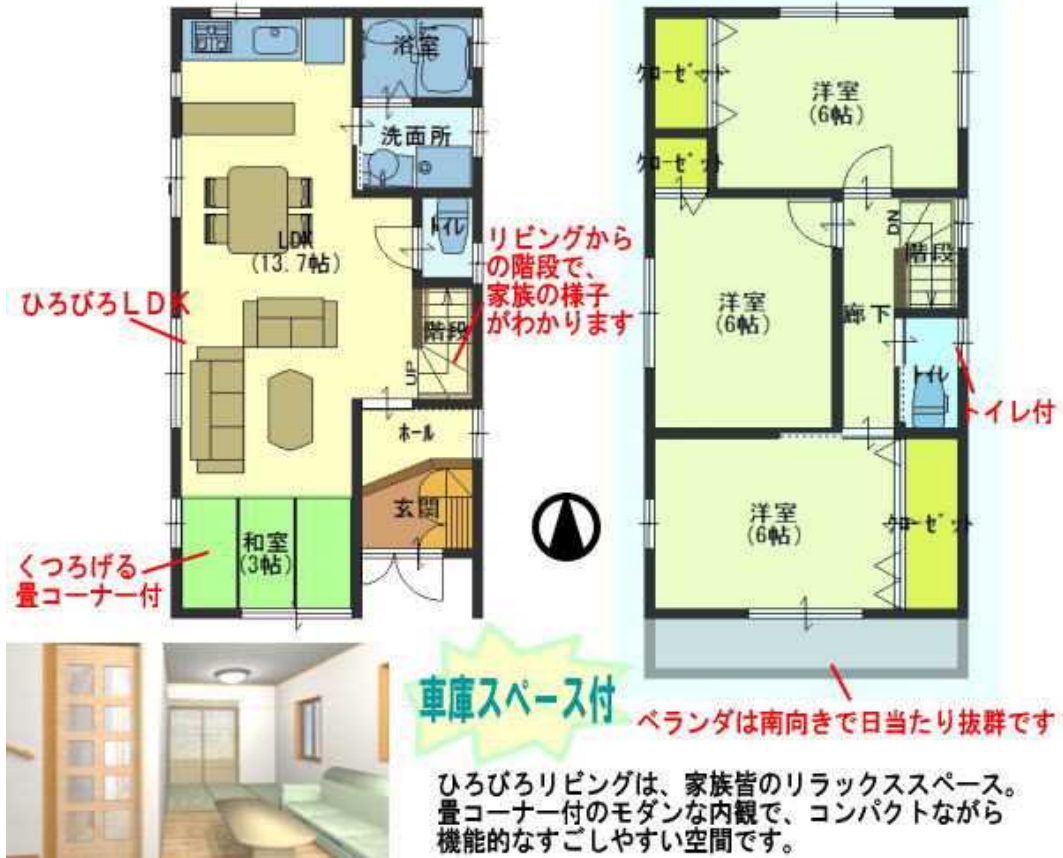 浴室
洗面所
トイレ
LDK
(13.7帖)
階段
UP
ホール
玄関
和室
(3帖)
ひろびろLDK
リビングから
の階段で、
家族の様子
がわかります
くつろげる
畳コーナー付
クローゼット
洋室
(6帖)
クローゼット
洋室
(6帖)
DN
階段
廊下
トイレ
トイレ付
洋室
(6帖)
クローゼット
車庫スペース付
ベランダは南向きで日当たり抜群です
ひろびろリビングは、家族皆のリラックススペース。
畳コーナー付のモダンな内観で、コンパクトながら
機能的なすごしやすい空間です。